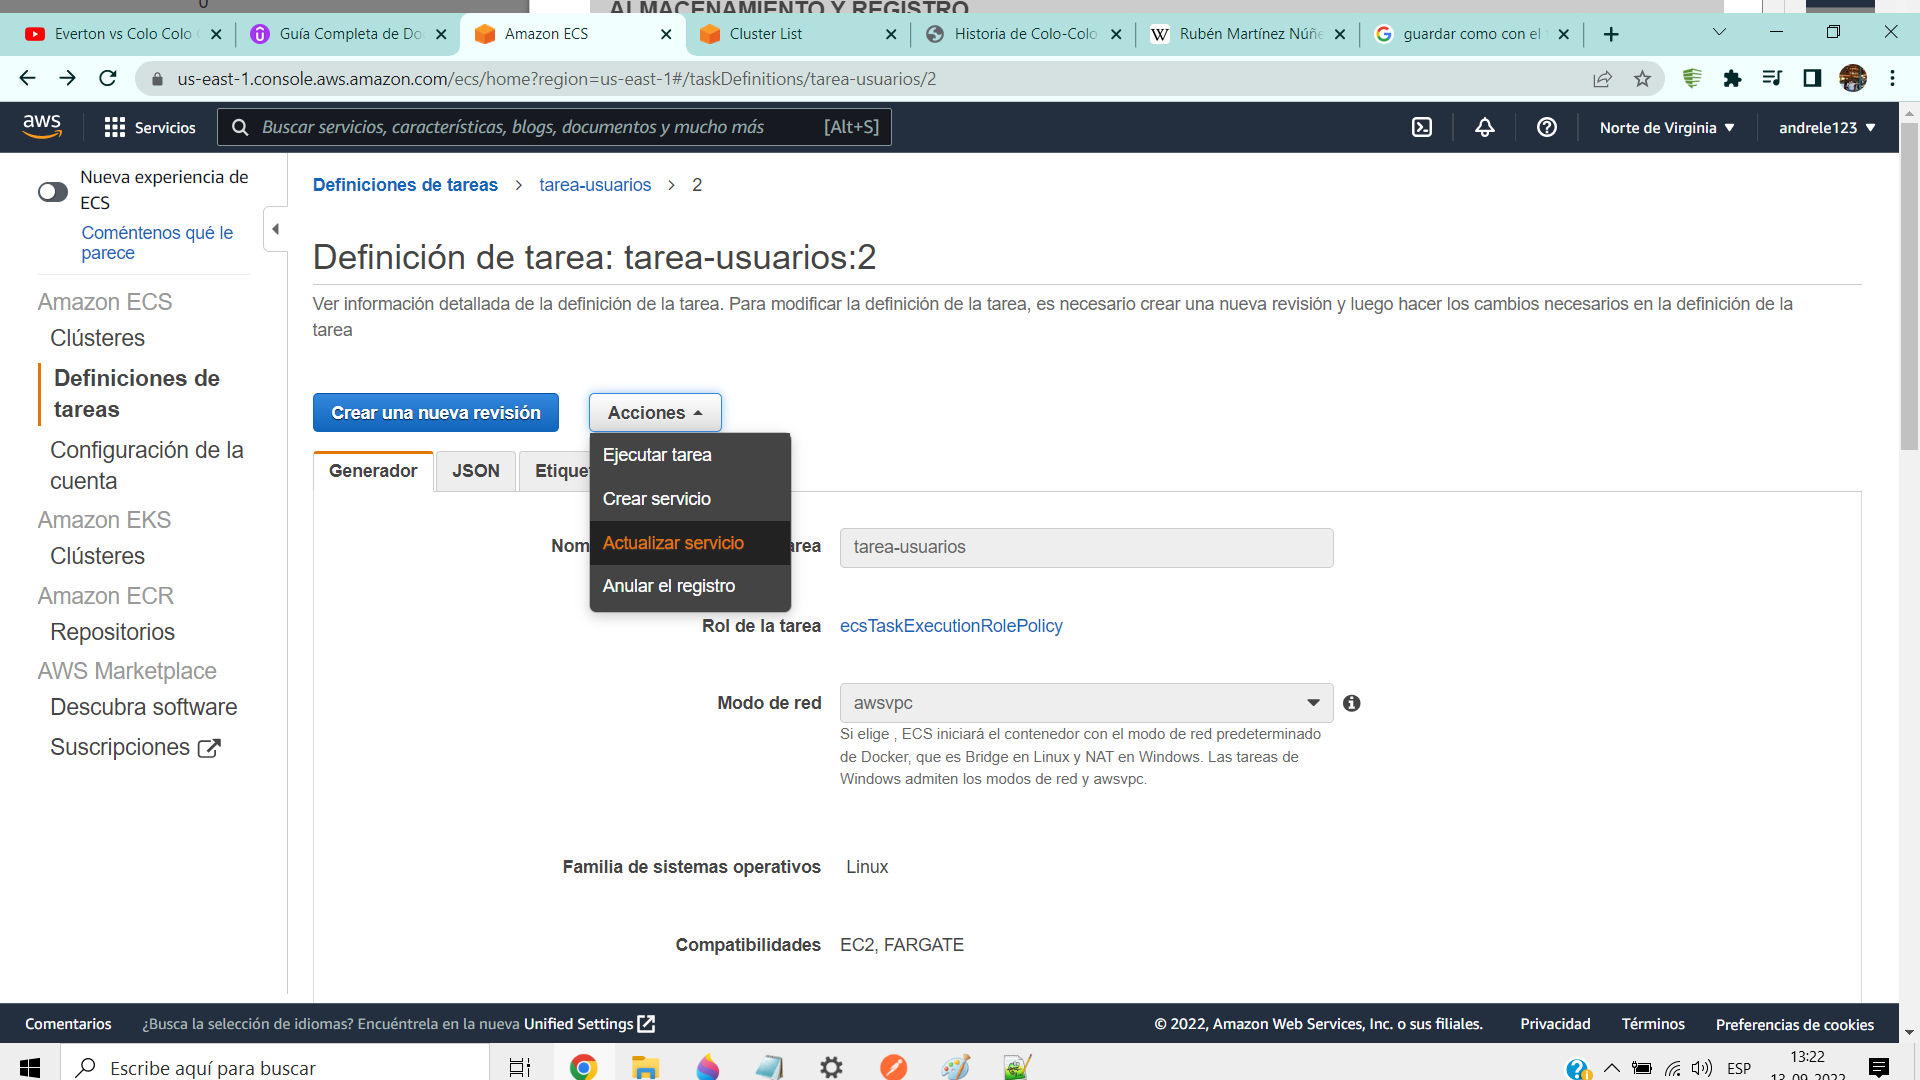 ALMACENAMIENTO Y REGISTRO
Everton vs Colo Colo
Guía Completa de Do
Amazon ECS
Cluster List
Historia de Colo-Colo
Rubén Martínez Núñe
guardar como con el
us-east-1.console.aws.amazon.com/ecs/home?region=us-east-1#/taskDefinitions/tarea-usuarios/2
aws
Servicios
Buscar servicios, características, blogs, documentos y mucho más
[Alt+S]
Norte de Virginia
andrele123
Nueva experiencia de
ECS
Coméntenos qué le
parece
Amazon ECS
Clústeres
Definiciones de
tareas
Configuración de la
cuenta
Amazon EKS
Clústeres
Amazon ECR
Repositorios
AWS Marketplace
Descubra software
Suscripciones
Definiciones de tareas > tarea-usuarios > 2
Definición de tarea: tarea-usuarios:2
Ver información detallada de la definición de la tarea. Para modificar la definición de la tarea, es necesario crear una nueva revisión y luego hacer los cambios necesarios en la definición de la
tarea
Crear una nueva revisión
Acciones
Ejecutar tarea
Crear servicio
Actualizar servicio
Anular el registro
Generador
JSON
Etique
Nom
area
tarea-usuarios
Rol de la tarea
ecsTaskExecutionRolePolicy
Modo de red
awsvpc
Si elige , ECS iniciará el contenedor con el modo de red predeterminado
de Docker, que es Bridge en Linux y NAT en Windows. Las tareas de
Windows admiten los modos de red y awsvpc.
Familia de sistemas operativos
Linux
Compatibilidades
EC2, FARGATE
Comentarios
¿Busca la selección de idiomas? Encuéntrela en la nueva Unified Settings
© 2022, Amazon Web Services, Inc. o sus filiales.
Privacidad
Términos
Preferencias de cookies
Escribe aquí para buscar
ESP
13:22
13-09-2022